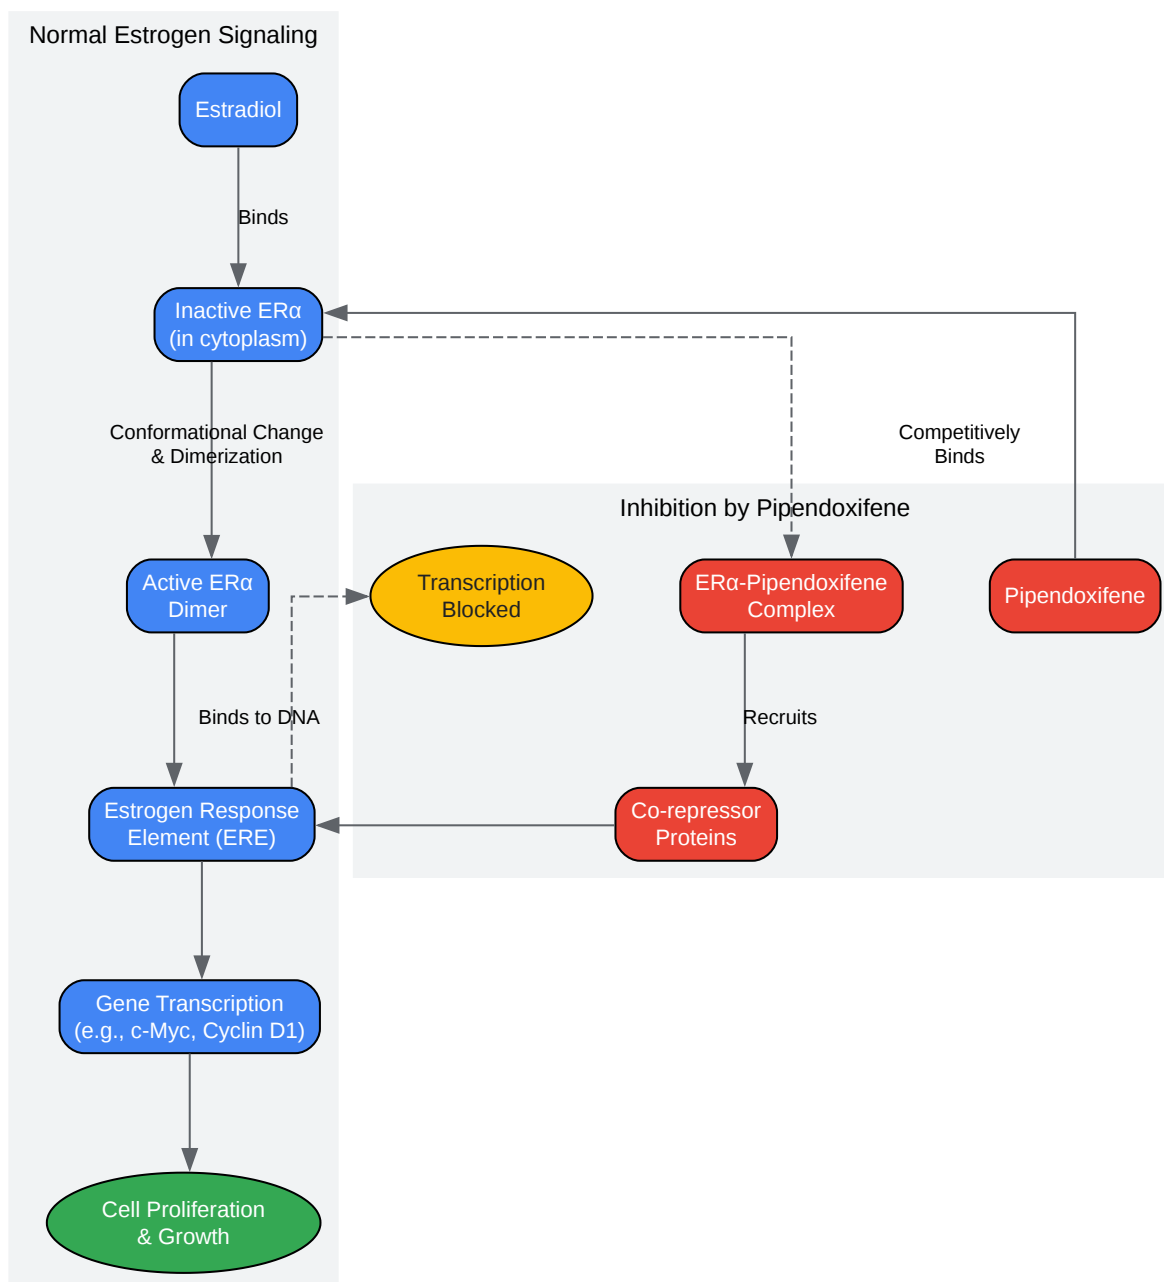 Normal Estrogen Signaling
Estradiol
Binds
Inactive ERα
(in cytoplasm)
Conformational Change
& Dimerization
Competitively
Binds
Inhibition by Pipendoxifene
Active ERα
Dimer
Transcription
Blocked
ERα-Pipendoxifene
Complex
Pipendoxifene
Binds to DNA
Recruits
Estrogen Response
Element (ERE)
Co-repressor
Proteins
Gene Transcription
(e.g., c-Myc, Cyclin D1)
Cell Proliferation
& Growth